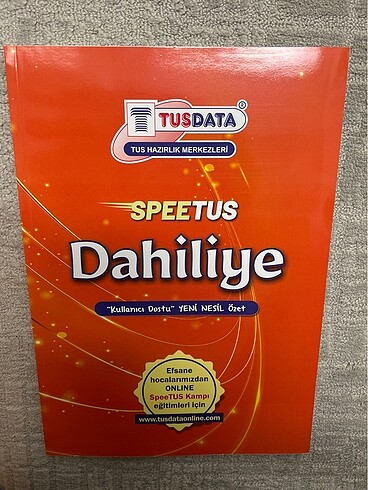 TUSDATA®
TUS HAZIRLIK MERKEZLERİ
SPEETUS
Dahiliye
"Kullanıcı Dostu" YENİ NESİL Özet
Efsane
hocalarımızdan
ONLINE
SpeeTUS Kampı
eğitimleri için
www.tusdataonline.com